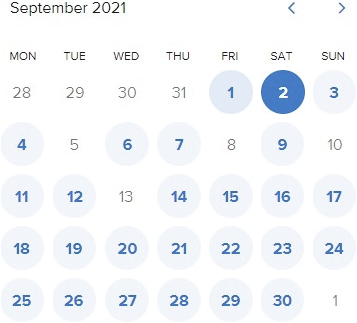 September 2021
MON TUE WED THU FRI SAT SUN
28 29 30 31 1 2 3
4 5 6 7 8 9 10
11 12 13 14 15 16 17
18 19 20 21 22 23 24
25 26 27 28 29 30 1